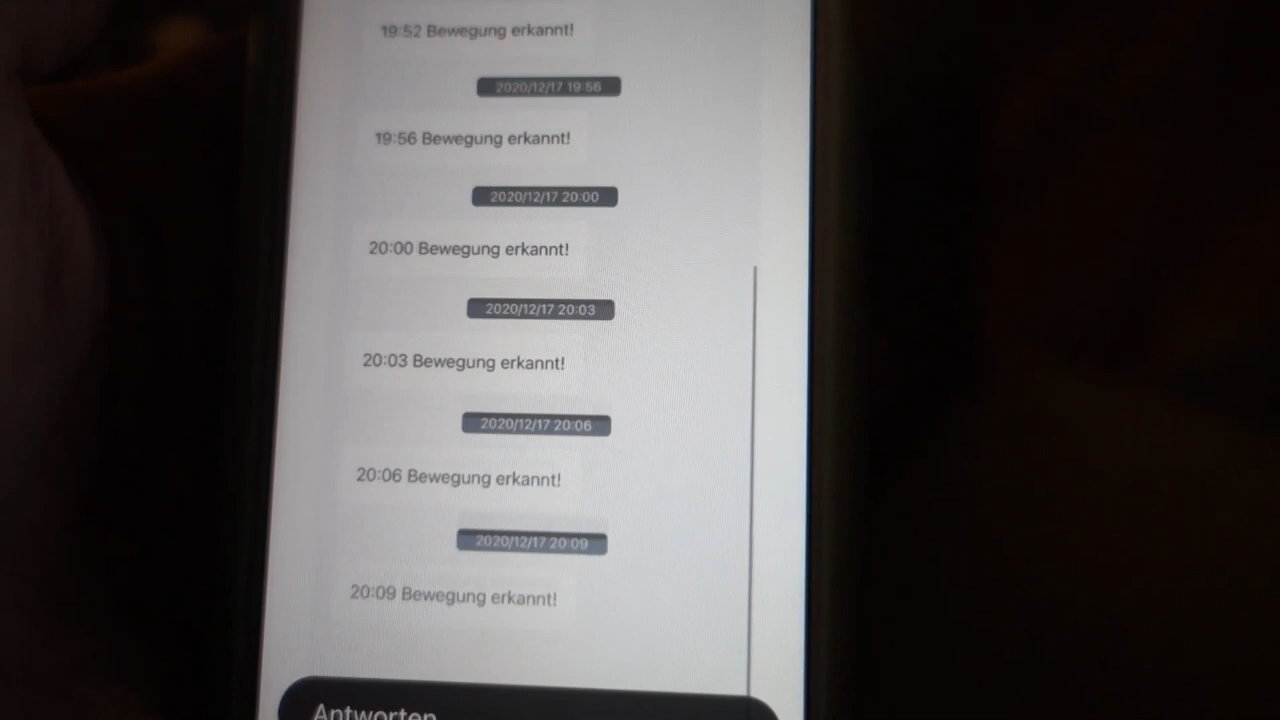 19:52 Bewegung erkannt!
2020/12/17 19:56
19:56 Bewegung erkannt!
2020/12/17 20:00
20:00 Bewegung erkannt!
2020/12/17 20:03
20:03 Bewegung erkannt!
2020/12/17 20:06
20:06 Bewegung erkannt!
2020/12/17 20:09
20:09 Bewegung erkannt!
Antworten